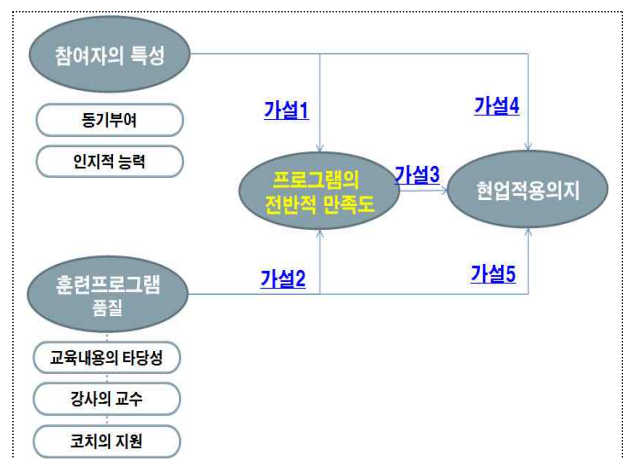 참여자의 특성
동기부여
인지적 능력
가설1
가설4
프로그램의
전반적 만족도
가설3
현업적용의지
훈련프로그램
품질
가설2
가설5
교육내용의 타당성
강사의 교수
코치의 지원